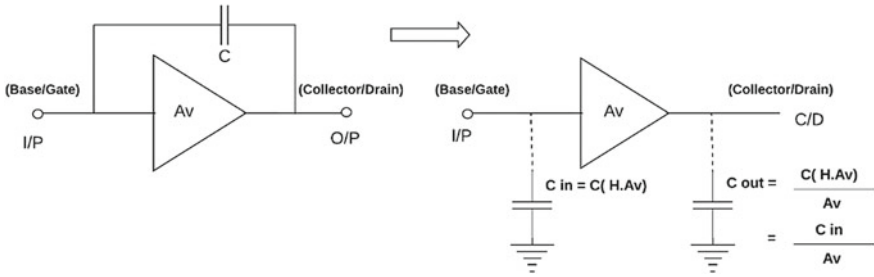 C
(Base/Gate)
Av
(Collector/Drain)
I/P
O/P
(Base/Gate)
Av
(Collector/Drain)
I/P
C/D
C in = C( H.Av)
C out = C( H.Av)
Av
= C in
Av